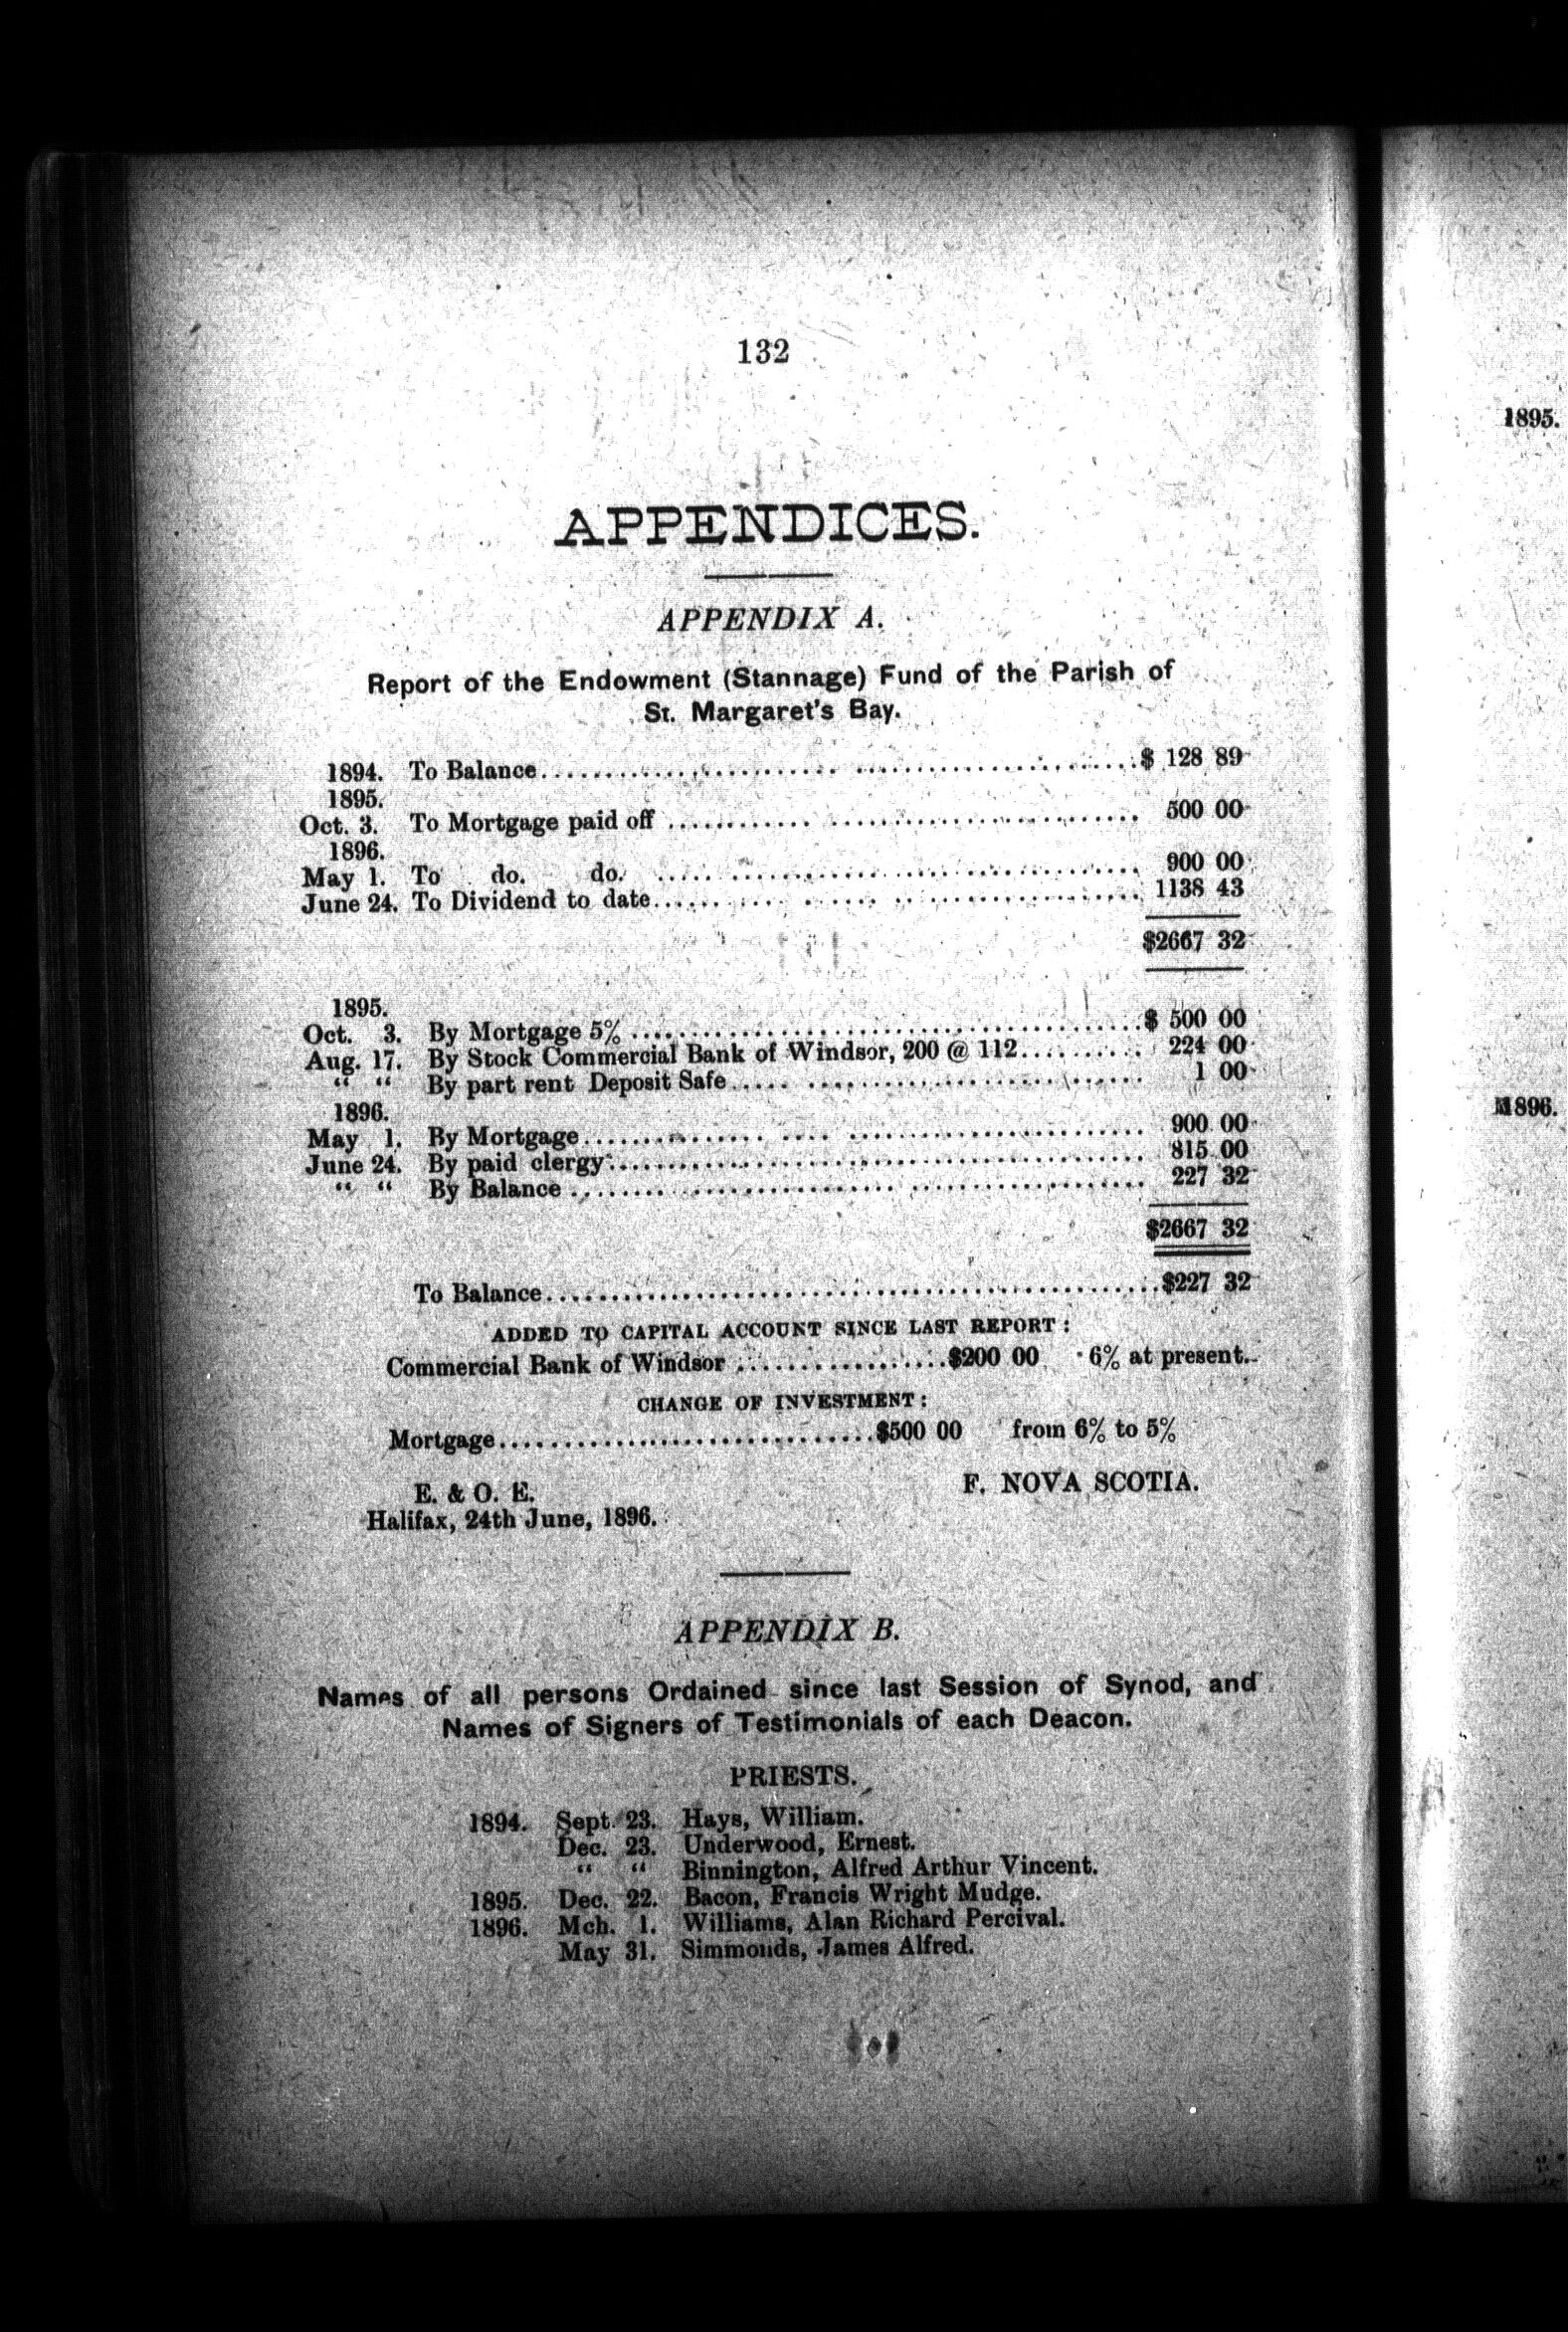 132
APPENDICES.
APPENDIX A.
Report of the Endowment (Stannage) Fund of the Parish of
St. Margaret's Bay.
1894. To Balance........................................$ 128 89
1895.
Oct. 3. To Mortgage paid off ........................................ 500 00
1896.
May 1. To do. do. ........................................ 900 00
June 24. To Dividend to date........................................ 1138 43
$2667 32
1895.
Oct. 3. By Mortgage 5% ........................................$ 500 00
Aug. 17. By Stock Commercial Bank of Windsor, 200 @ 112.......... 224 00
“ “ By part rent Deposit Safe................................ 1 00
1896.
May 1. By Mortgage........................................ 900 00
June 24. By paid clergy........................................ 815 00
“ “ By Balance ........................................ 227 32
$2667 32
To Balance........................................$227 32
ADDED TO CAPITAL ACCOUNT SINCE LAST REPORT:
Commercial Bank of Windsor ..................$200 00 6% at present.
CHANGE OF INVESTMENT:
Mortgage..............................$500 00 from 6% to 5%
E. & O. E. F. NOVA SCOTIA.
Halifax, 24th June, 1896.
APPENDIX B.
Names of all persons Ordained since last Session of Synod, and
Names of Signers of Testimonials of each Deacon.
PRIESTS.
1894. Sept. 23. Hays, William.
Dec. 23. Underwood, Ernest.
“ “ Binnington, Alfred Arthur Vincent.
1895. Dec. 22. Bacon, Francis Wright Mudge.
1896. Mch. 1. Williams, Alan Richard Percival.
May 31. Simmonds, James Alfred.
1895.
1896.